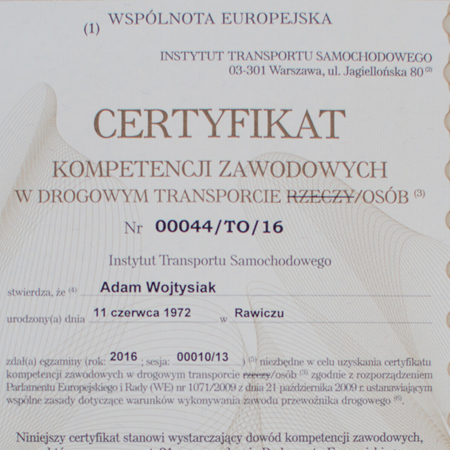 WSPÓLNOTA EUROPEJSKA
(1)
INSTYTUT TRANSPORTU SAMOCHODOWEGO
03-301 Warszawa, ul. Jagiellońska 80 (2)
CERTYFIKAT
KOMPETENCJI ZAWODOWYCH
W DROGOWYM TRANSPORCIE RZECZY/OSÓB (3)
Nr 00044/TO/16
Instytut Transportu Samochodowego
stwierdza, że (4) Adam Wojtysiak
urodzony(a) dnia 11 czerwca 1972 w Rawiczu
zdał(a) egzaminy (rok: 2016 ; sesja: 00010/13 ) (5) niezbędne w celu uzyskania certyfikatu
kompetencji zawodowych w drogowym transporcie rzeczy/osób (3) zgodnie z rozporządzeniem
Parlamentu Europejskiego i Rady (WE) nr 1071/2009 z dnia 21 października 2009 r. ustanawiającym
wspólne zasady dotyczące warunków wykonywania zawodu przewoźnika drogowego (6).
Niniejszy certyfikat stanowi wystarczający dowód kompetencji zawodowych,